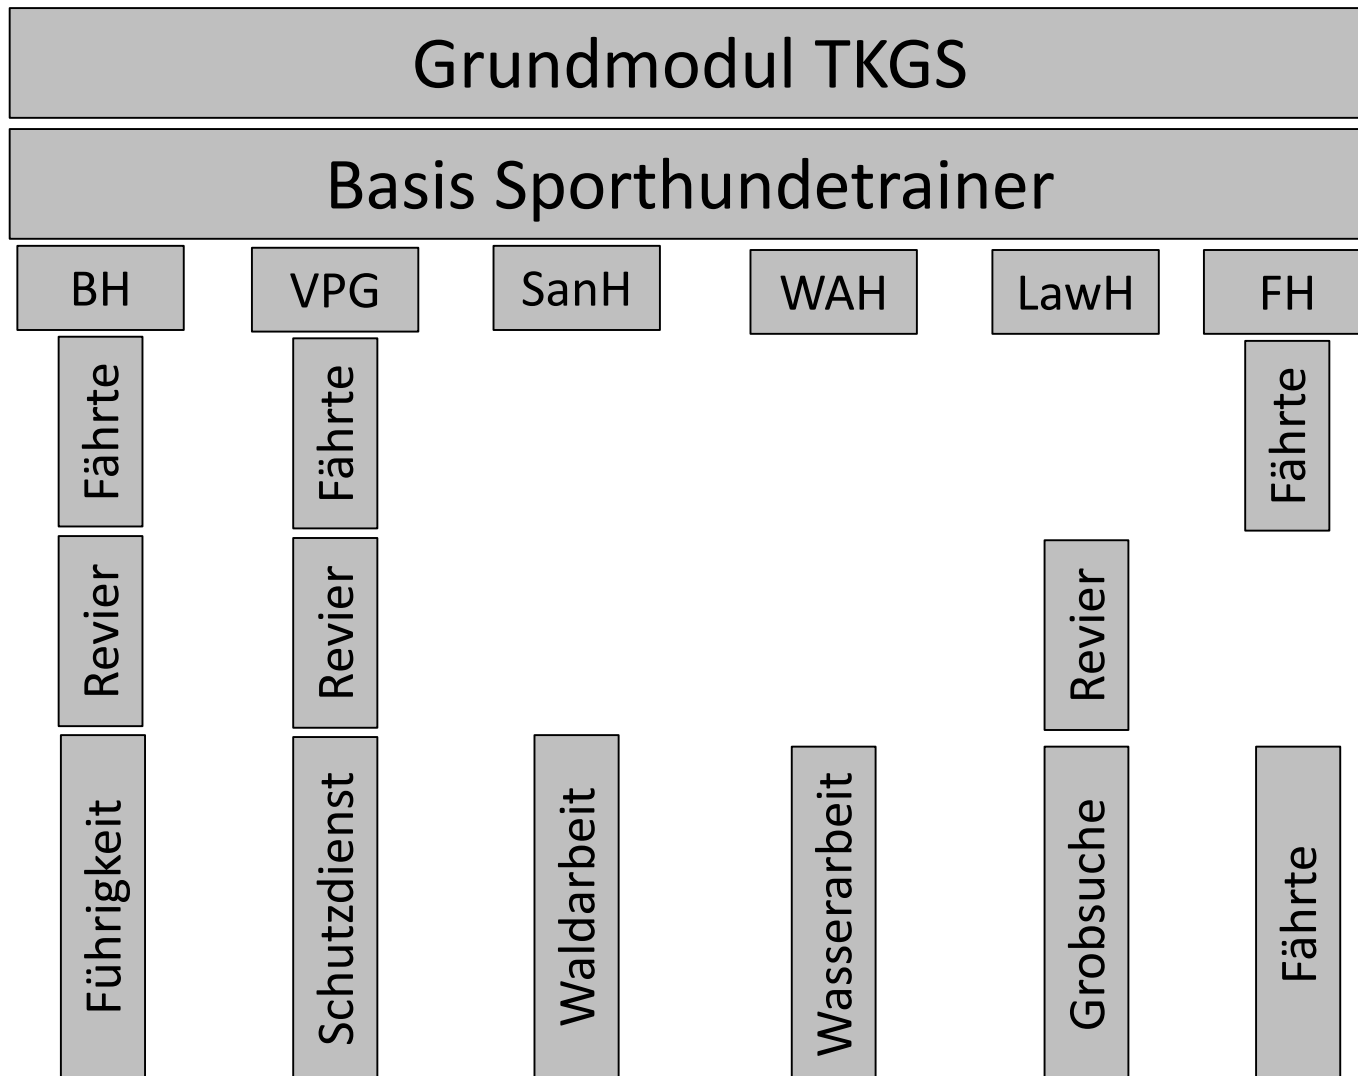 Grundmodul TKGS
Basis Sporthundetrainer
BH
VPG
SanH
WAH
LawH
FH
Fährte
Fährte
Fährte
Revier
Revier
Revier
Führigkeit
Schutzdienst
Waldarbeit
Wasserarbeit
Grobsuche
Fährte